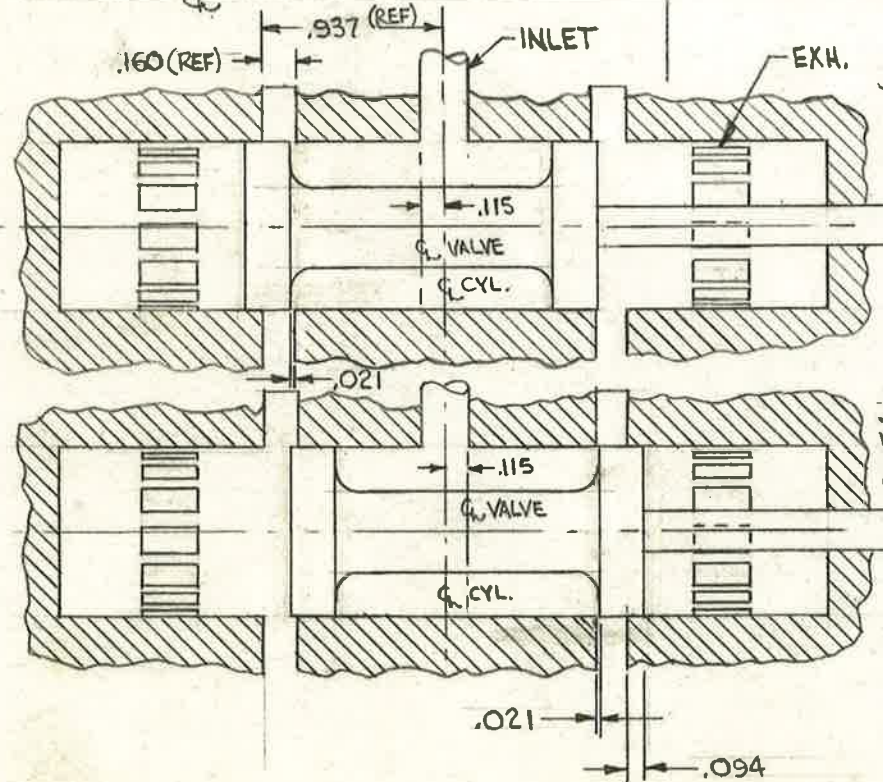 .937 (REF)
.160 (REF)
INLET
EXH.
.115
℄ VALVE
℄ CYL.
.021
.115
℄ VALVE
℄ CYL.
.021
.094